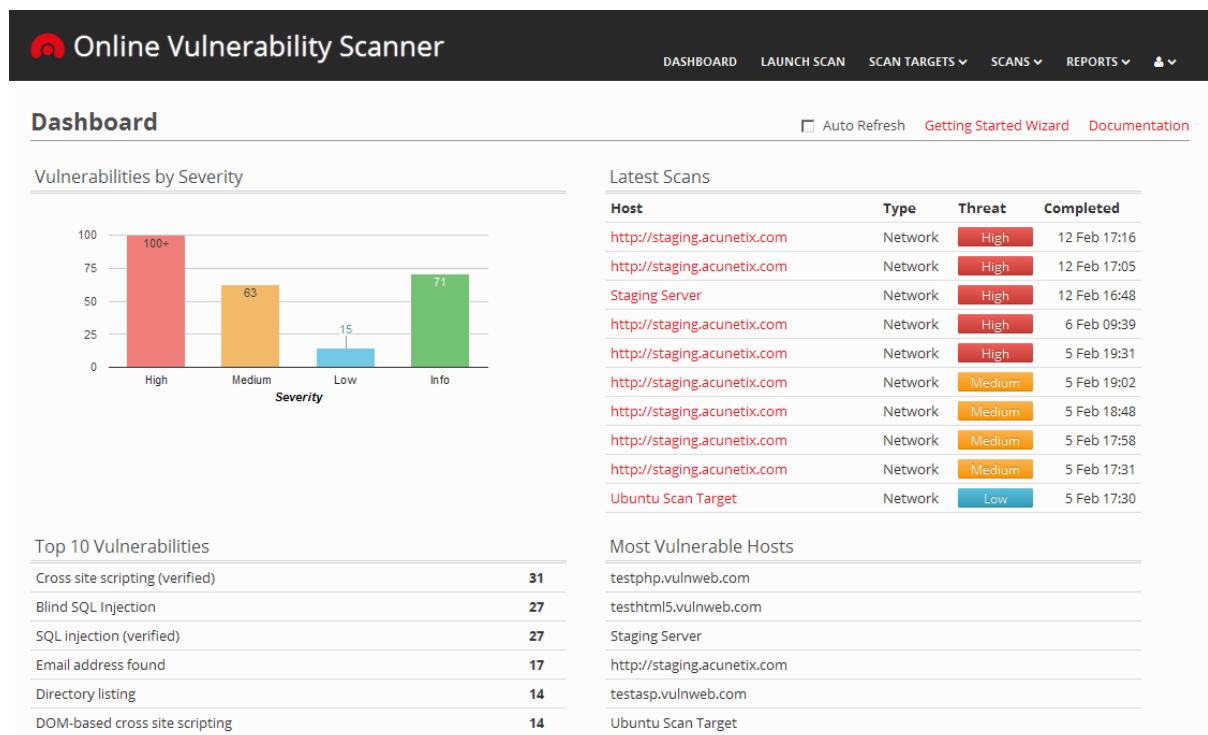 Online Vulnerability Scanner
DASHBOARD LAUNCH SCAN SCAN TARGETS SCANS REPORTS
Dashboard
Auto Refresh Getting Started Wizard Documentation
Vulnerabilities by Severity
100
75
50
25
0
100+
63
15
71
High Medium Low Info
Severity
Latest Scans
Host Type Threat Completed
http://staging.acunetix.com Network High 12 Feb 17:16
http://staging.acunetix.com Network High 12 Feb 17:05
Staging Server Network High 12 Feb 16:48
http://staging.acunetix.com Network High 6 Feb 09:39
http://staging.acunetix.com Network High 5 Feb 19:31
http://staging.acunetix.com Network Medium 5 Feb 19:02
http://staging.acunetix.com Network Medium 5 Feb 18:48
http://staging.acunetix.com Network Medium 5 Feb 17:58
http://staging.acunetix.com Network Medium 5 Feb 17:31
Ubuntu Scan Target Network Low 5 Feb 17:30
Top 10 Vulnerabilities
Cross site scripting (verified) 31
Blind SQL Injection 27
SQL injection (verified) 27
Email address found 17
Directory listing 14
DOM-based cross site scripting 14
Most Vulnerable Hosts
testphp.vulnweb.com
testhtml5.vulnweb.com
Staging Server
http://staging.acunetix.com
testasp.vulnweb.com
Ubuntu Scan Target